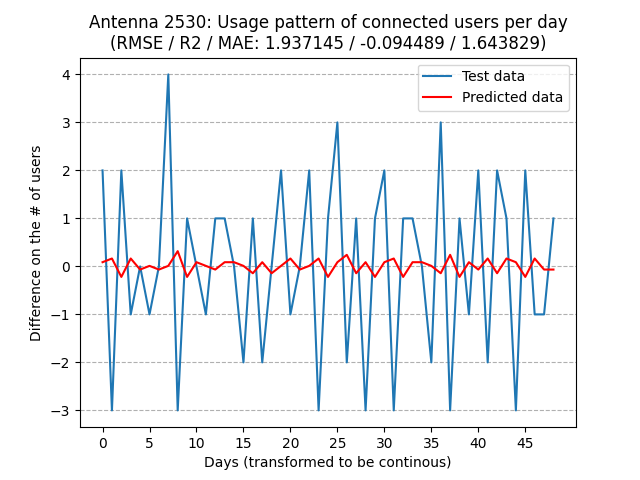 Antenna 2530: Usage pattern of connected users per day
(RMSE / R2 / MAE: 1.937145 / -0.094489 / 1.643829)
Test data
Predicted data
Difference on the # of users
4
3
2
1
0
−1
−2
−3
0 5 10 15 20 25 30 35 40 45
Days (transformed to be continous)